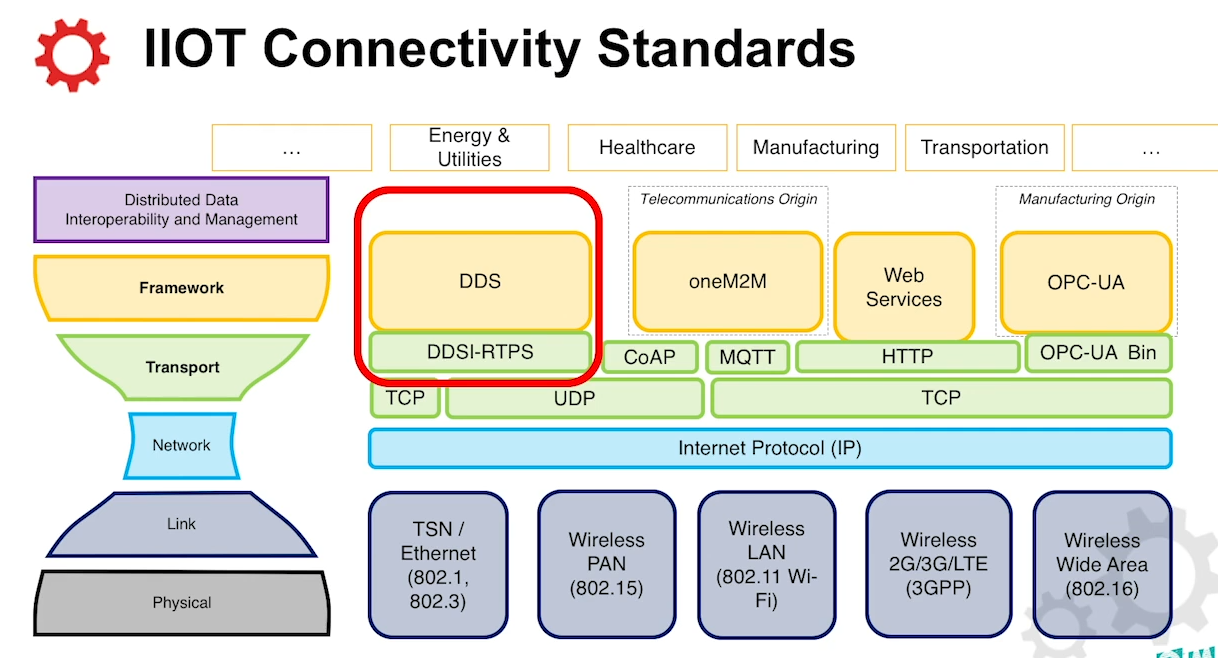 IIOT Connectivity Standards
...
Energy &
Utilities
Healthcare
Manufacturing
Transportation
...
Distributed Data
Interoperability and Management
Telecommunications Origin
Manufacturing Origin
Framework
DDS
oneM2M
Web
Services
OPC-UA
Transport
DDSI-RTPS
CoAP
MQTT
HTTP
OPC-UA Bin
TCP
UDP
TCP
Network
Internet Protocol (IP)
Link
Physical
TSN /
Ethernet
(802.1,
802.3)
Wireless
PAN
(802.15)
Wireless
LAN
(802.11 Wi-
Fi)
Wireless
2G/3G/LTE
(3GPP)
Wireless
Wide Area
(802.16)